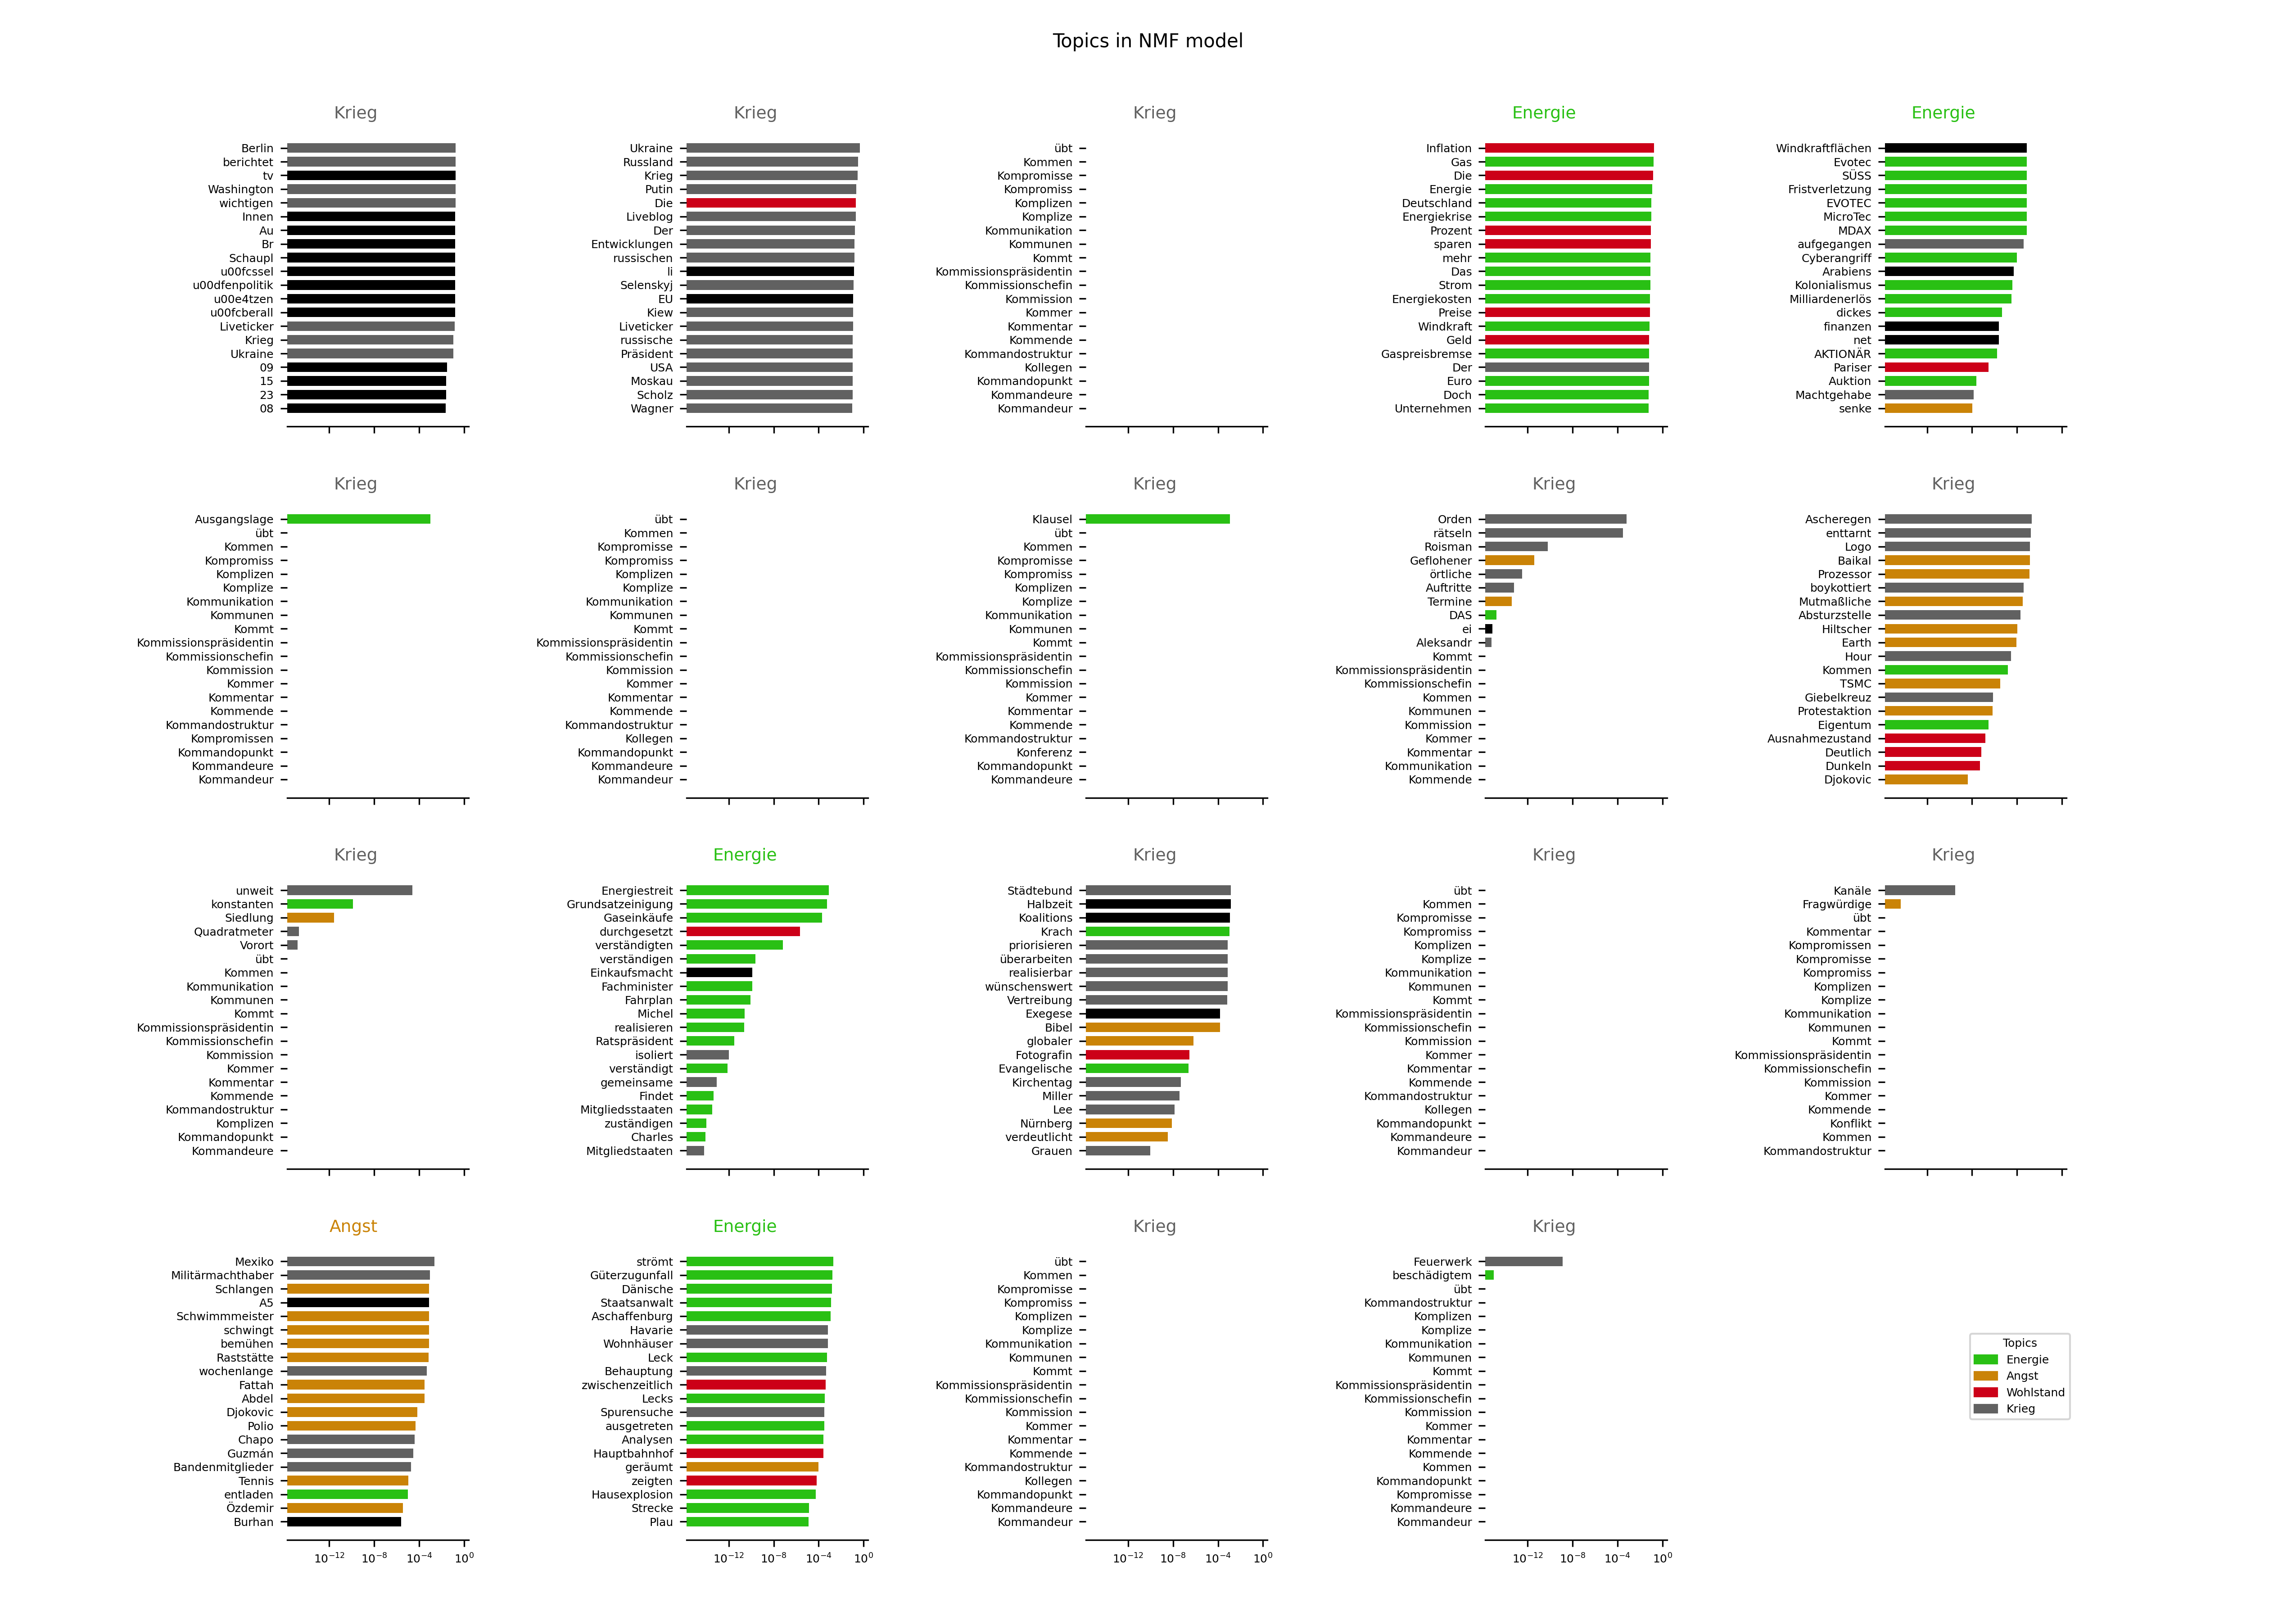 Topics in NMF model
Krieg
Berlin
berichtet
tv
Washington
wichtigen
Innen
Au
Br
Schaupl
u00fcssel
u00dfenpolitik
u00e4tzen
u00fcberall
Liveticker
Krieg
Ukraine
09
15
23
08
Krieg
Ukraine
Russland
Krieg
Putin
Die
Liveblog
Der
Entwicklungen
russischen
li
Selenskyj
EU
Kiew
Liveticker
russische
Präsident
USA
Moskau
Scholz
Wagner
Krieg
übt
Kommen
Kompromisse
Kompromiss
Komplizen
Komplize
Kommunikation
Kommunen
Kommt
Kommissionspräsidentin
Kommissionschefin
Kommission
Kommer
Kommentar
Kommende
Kommandostruktur
Kollegen
Kommandopunkt
Kommandeure
Kommandeur
Energie
Inflation
Gas
Die
Energie
Deutschland
Energiekrise
Prozent
sparen
mehr
Das
Strom
Energiekosten
Preise
Windkraft
Geld
Gaspreisbremse
Der
Euro
Doch
Unternehmen
Energie
Windkraftflächen
Evotec
SÜSS
Fristverletzung
EVOTEC
MicroTec
MDAX
aufgegangen
Cyberangriff
Arabiens
Kolonialismus
Milliardenerlös
dickes
finanzen
net
AKTIONÄR
Pariser
Auktion
Machtgehabe
senke
Krieg
Ausgangslage
übt
Kommen
Kompromiss
Komplizen
Komplize
Kommunikation
Kommunen
Kommt
Kommissionspräsidentin
Kommissionschefin
Kommission
Kommer
Kommentar
Kommende
Kommandostruktur
Kompromissen
Kommandopunkt
Kommandeure
Kommandeur
Krieg
übt
Kommen
Kompromisse
Kompromiss
Komplizen
Komplize
Kommunikation
Kommunen
Kommt
Kommissionspräsidentin
Kommissionschefin
Kommission
Kommer
Kommentar
Kommende
Kommandostruktur
Kollegen
Kommandopunkt
Kommandeure
Kommandeur
Krieg
Klausel
übt
Kommen
Kompromisse
Kompromiss
Komplizen
Komplize
Kommunikation
Kommunen
Kommt
Kommissionspräsidentin
Kommissionschefin
Kommission
Kommer
Kommentar
Kommende
Kommandostruktur
Konferenz
Kommandopunkt
Kommandeure
Krieg
Orden
rätseln
Roisman
Geflohener
örtliche
Auftritte
Termine
DAS
ei
Aleksandr
Kommt
Kommissionspräsidentin
Kommissionschefin
Kommen
Kommunen
Kommission
Kommer
Kommentar
Kommunikation
Kommende
Krieg
Ascheregen
enttarnt
Logo
Baikal
Prozessor
boykottiert
Mutmaßliche
Absturzstelle
Hiltscher
Earth
Hour
Kommen
TSMC
Giebelkreuz
Protestaktion
Eigentum
Ausnahmezustand
Deutlich
Dunkeln
Djokovic
Krieg
unweit
konstanten
Siedlung
Quadratmeter
Vorort
übt
Kommen
Kommunikation
Kommunen
Kommt
Kommissionspräsidentin
Kommissionschefin
Kommission
Kommer
Kommentar
Kommende
Kommandostruktur
Komplizen
Kommandopunkt
Kommandeure
Energie
Energiestreit
Grundsatzeinigung
Gaseinkäufe
durchgesetzt
verständigten
verständigen
Einkaufsmacht
Fachminister
Fahrplan
Michel
realisieren
Ratspräsident
isoliert
verständigt
gemeinsame
Findet
Mitgliedsstaaten
zuständigen
Charles
Mitgliedstaaten
Krieg
Städtebund
Halbzeit
Koalitions
Krach
priorisieren
überarbeiten
realisierbar
wünschenswert
Vertreibung
Exegese
Bibel
globaler
Fotografin
Evangelische
Kirchentag
Miller
Lee
Nürnberg
verdeutlicht
Grauen
Krieg
übt
Kommen
Kompromisse
Kompromiss
Komplizen
Komplize
Kommunikation
Kommunen
Kommt
Kommissionspräsidentin
Kommissionschefin
Kommission
Kommer
Kommentar
Kommende
Kommandostruktur
Kollegen
Kommandopunkt
Kommandeure
Kommandeur
Krieg
Kanäle
Fragwürdige
übt
Kommentar
Kompromissen
Kompromisse
Kompromiss
Komplizen
Komplize
Kommunikation
Kommunen
Kommt
Kommissionspräsidentin
Kommissionschefin
Kommission
Kommer
Kommende
Konflikt
Kommen
Kommandostruktur
Angst
Mexiko
Militärmachthaber
Schlangen
A5
Schwimmmeister
schwingt
bemühen
Raststätte
wochenlange
Fattah
Abdel
Djokovic
Polio
Chapo
Guzmán
Bandenmitglieder
Tennis
entladen
Özdemir
Burhan
10⁻¹² 10⁻⁸ 10⁻⁴ 10⁰
Energie
strömt
Güterzugunfall
Dänische
Staatsanwalt
Aschaffenburg
Havarie
Wohnhäuser
Leck
Behauptung
zwischenzeitlich
Lecks
Spurensuche
ausgetreten
Analysen
Hauptbahnhof
geräumt
zeigten
Hausexplosion
Strecke
Plau
10⁻¹² 10⁻⁸ 10⁻⁴ 10⁰
Krieg
übt
Kommen
Kompromisse
Kompromiss
Komplizen
Komplize
Kommunikation
Kommunen
Kommt
Kommissionspräsidentin
Kommissionschefin
Kommission
Kommer
Kommentar
Kommende
Kommandostruktur
Kollegen
Kommandopunkt
Kommandeure
Kommandeur
10⁻¹² 10⁻⁸ 10⁻⁴ 10⁰
Krieg
Feuerwerk
beschädigtem
übt
Kommandostruktur
Komplizen
Komplize
Kommunikation
Kommunen
Kommt
Kommissionspräsidentin
Kommissionschefin
Kommission
Kommer
Kommentar
Kommende
Kommen
Kommandopunkt
Kompromisse
Kommandeure
Kommandeur
10⁻¹² 10⁻⁸ 10⁻⁴ 10⁰
Topics
Energie
Angst
Wohlstand
Krieg